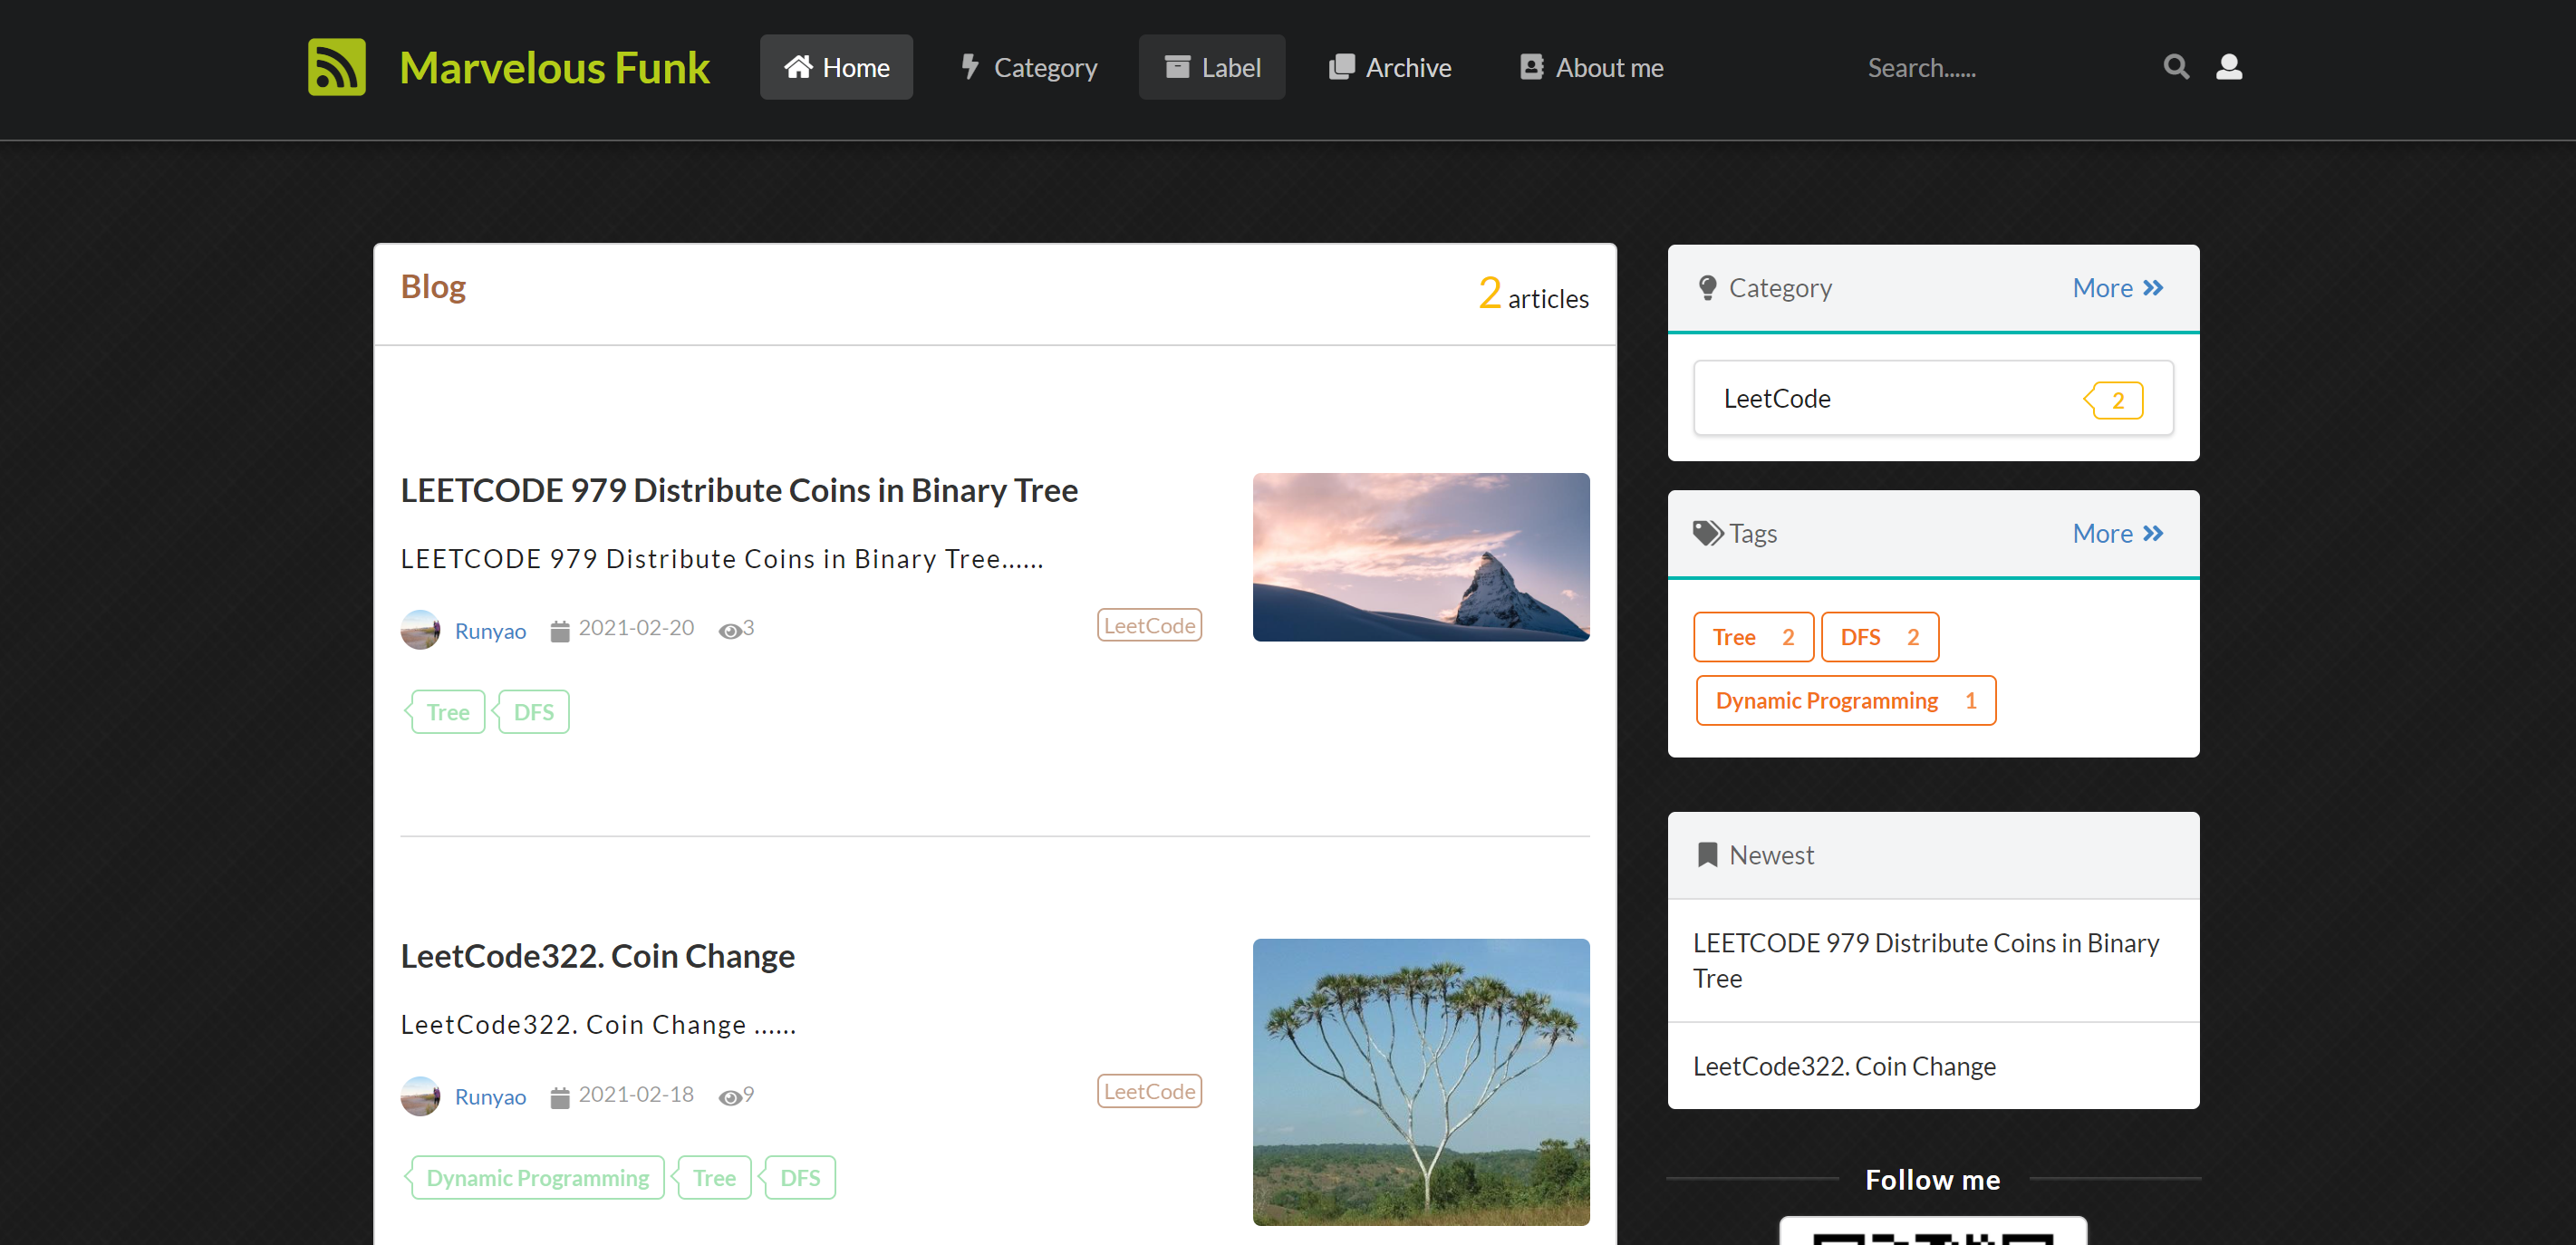 Marvelous Funk
Home
Category
Label
Archive
About me
Search......
Blog
2 articles
LEETCODE 979 Distribute Coins in Binary Tree
LEETCODE 979 Distribute Coins in Binary Tree......
Runyao 2021-02-20 3 LeetCode
Tree DFS
LeetCode322. Coin Change
LeetCode322. Coin Change ......
Runyao 2021-02-18 9 LeetCode
Dynamic Programming Tree DFS
Category More
LeetCode 2
Tags More
Tree 2 DFS 2
Dynamic Programming 1
Newest
LEETCODE 979 Distribute Coins in Binary
Tree
LeetCode322. Coin Change
Follow me